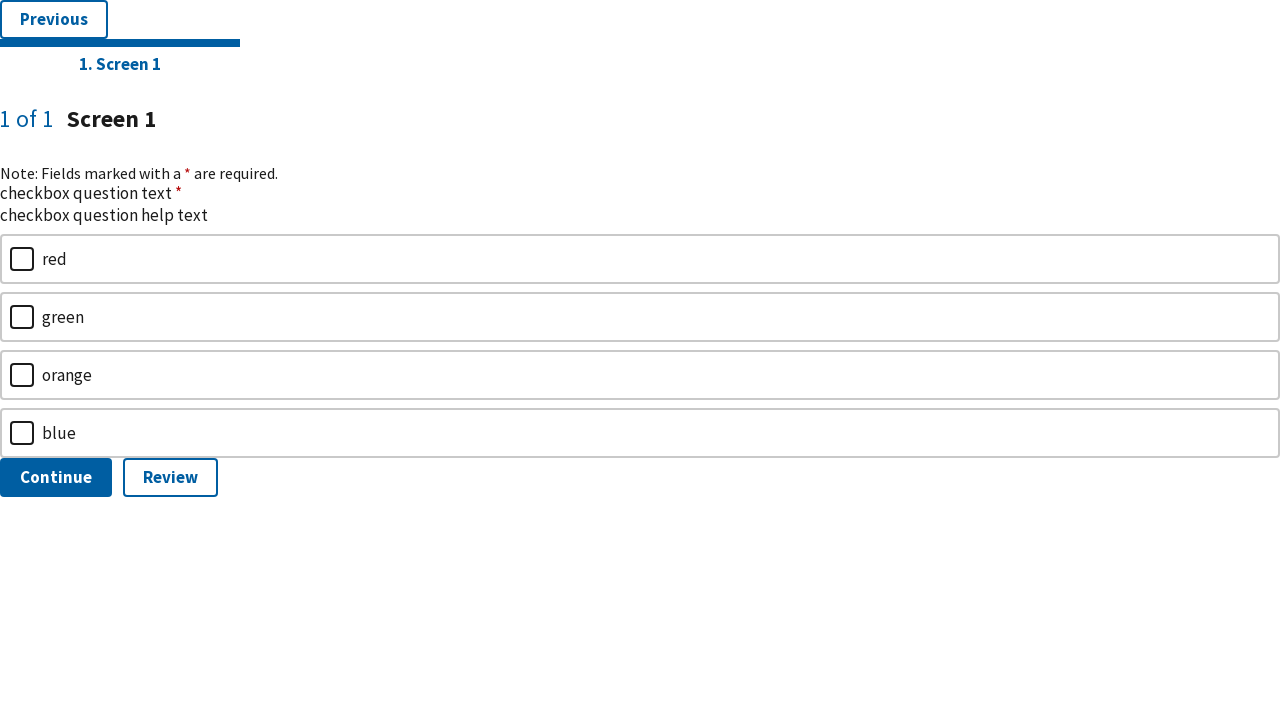 Previous
1. Screen 1
1 of 1 Screen 1
Note: Fields marked with a * are required.
checkbox question text *
checkbox question help text
red
green
orange
blue
Continue Review